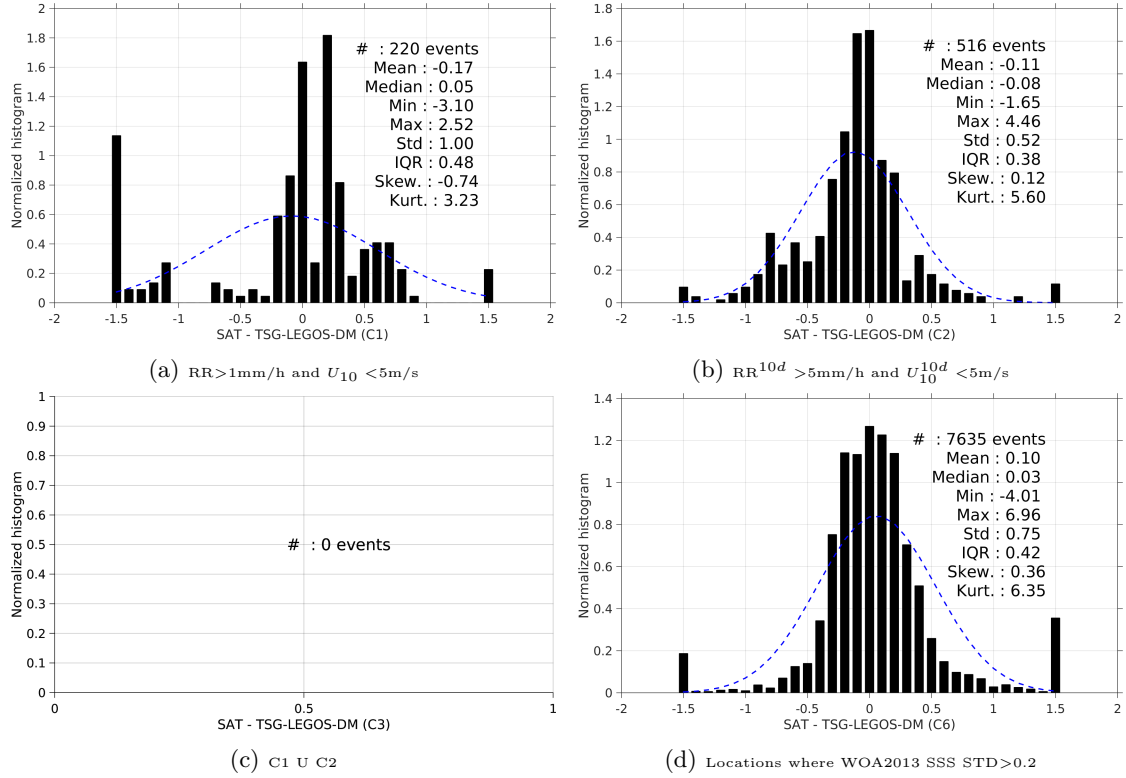 2
1.8
1.6
1.4
1.2
1
0.8
0.6
0.4
0.2
0
-2 -1.5 -1 -0.5 0 0.5 1 1.5 2
Normalized histogram
SAT - TSG-LEGOS-DM (C1)
# : 220 events
Mean : -0.17
Median : 0.05
Min : -3.10
Max : 2.52
Std : 1.00
IQR : 0.48
Skew. : -0.74
Kurt. : 3.23
(a) RR>1mm/h and U10 <5m/s
1.8
1.6
1.4
1.2
1
0.8
0.6
0.4
0.2
0
-2 -1.5 -1 -0.5 0 0.5 1 1.5 2
Normalized histogram
SAT - TSG-LEGOS-DM (C2)
# : 516 events
Mean : -0.11
Median : -0.08
Min : -1.65
Max : 4.46
Std : 0.52
IQR : 0.38
Skew. : 0.12
Kurt. : 5.60
(b) RR10d >5mm/h and U10d10 <5m/s
1
0.9
0.8
0.7
0.6
0.5
0.4
0.3
0.2
0.1
0
0 0.5 1
Normalized histogram
SAT - TSG-LEGOS-DM (C3)
# : 0 events
(c) C1 U C2
1.4
1.2
1
0.8
0.6
0.4
0.2
0
-2 -1.5 -1 -0.5 0 0.5 1 1.5 2
Normalized histogram
SAT - TSG-LEGOS-DM (C6)
# : 7635 events
Mean : 0.10
Median : 0.03
Min : -4.01
Max : 6.96
Std : 0.75
IQR : 0.42
Skew. : 0.36
Kurt. : 6.35
(d) Locations where WOA2013 SSS STD>0.2